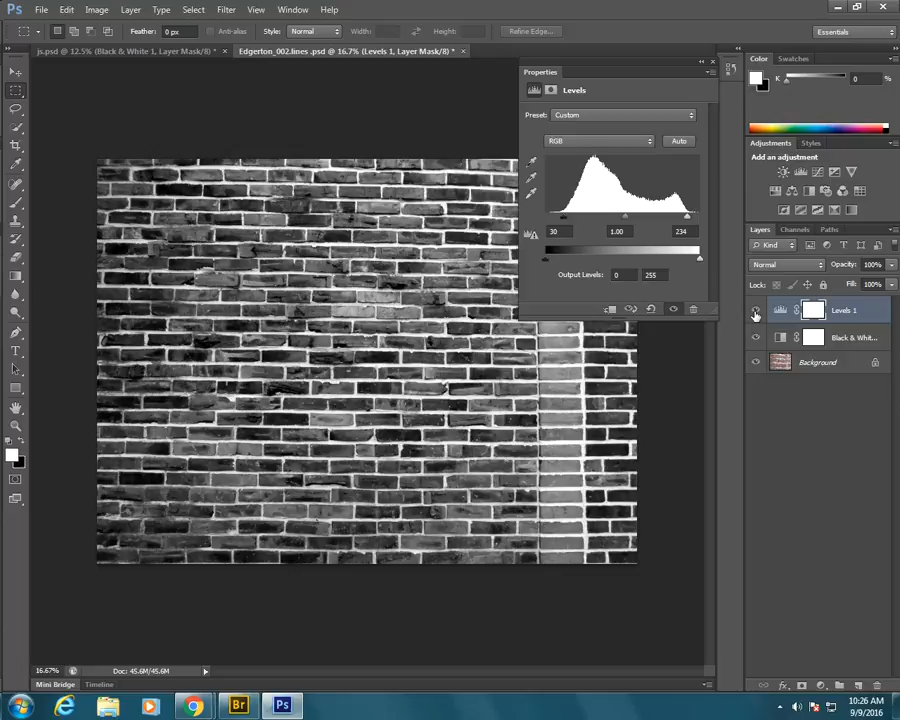 Ps File Edit Image Layer Type Select Filter View Window Help
Feather: 0 px Anti-alias Style: Normal Width: Height: Refine Edge... Essentials
js.psd @ 12.5% (Black & White 1, Layer Mask/8) * × Edgerton_002.lines .psd @ 16.7% (Levels 1, Layer Mask/8) * ×
Properties
Levels
Preset: Custom
RGB Auto
30 1.00 234
Output Levels: 0 255
Color Swatches
K 0 %
Adjustments Styles
Add an adjustment
Layers Channels Paths
Kind
Normal Opacity: 100%
Lock: Fill: 100%
Levels 1
Black & Whit...
Background
16.67% Doc: 45.6M/45.6M
Mini Bridge Timeline
Br Ps
10:26 AM
9/9/2016